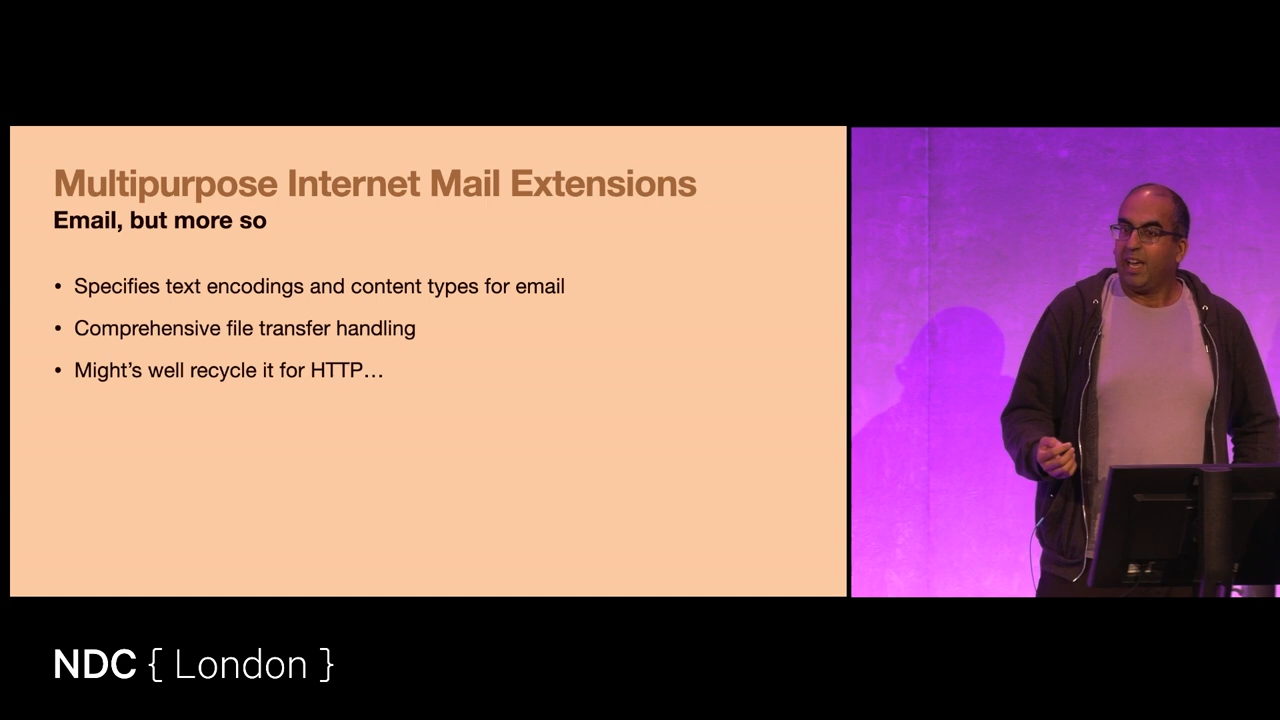 Multipurpose Internet Mail Extensions
Email, but more so
• Specifies text encodings and content types for email
• Comprehensive file transfer handling
• Might’s well recycle it for HTTP…
NDC { London }